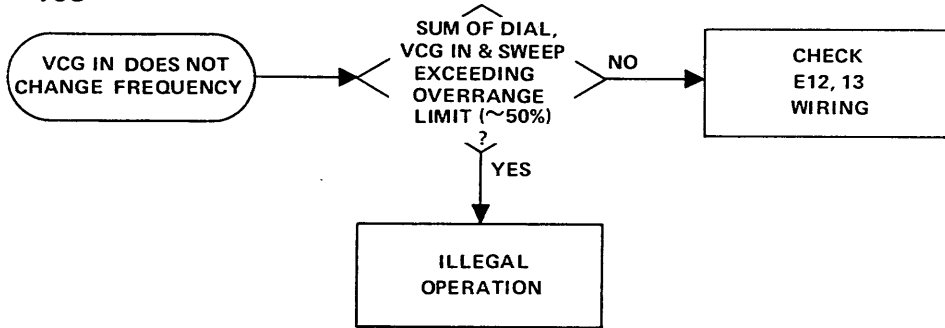 VCG IN DOES NOT
CHANGE FREQUENCY
SUM OF DIAL,
VCG IN & SWEEP
EXCEEDING
OVERRANGE
LIMIT (~50%)
?
NO
CHECK
E12, 13
WIRING
YES
ILLEGAL
OPERATION